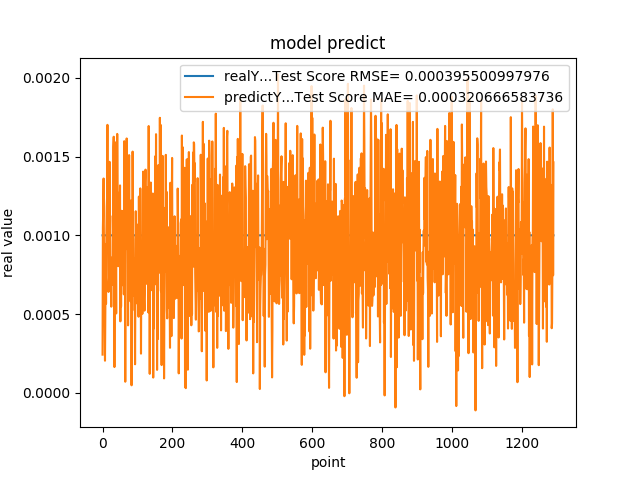 model predict
realY...Test Score RMSE= 0.000395500997976
predictY...Test Score MAE= 0.000320666583736
0.0020
0.0015
0.0010
0.0005
0.0000
real value
0 200 400 600 800 1000 1200
point